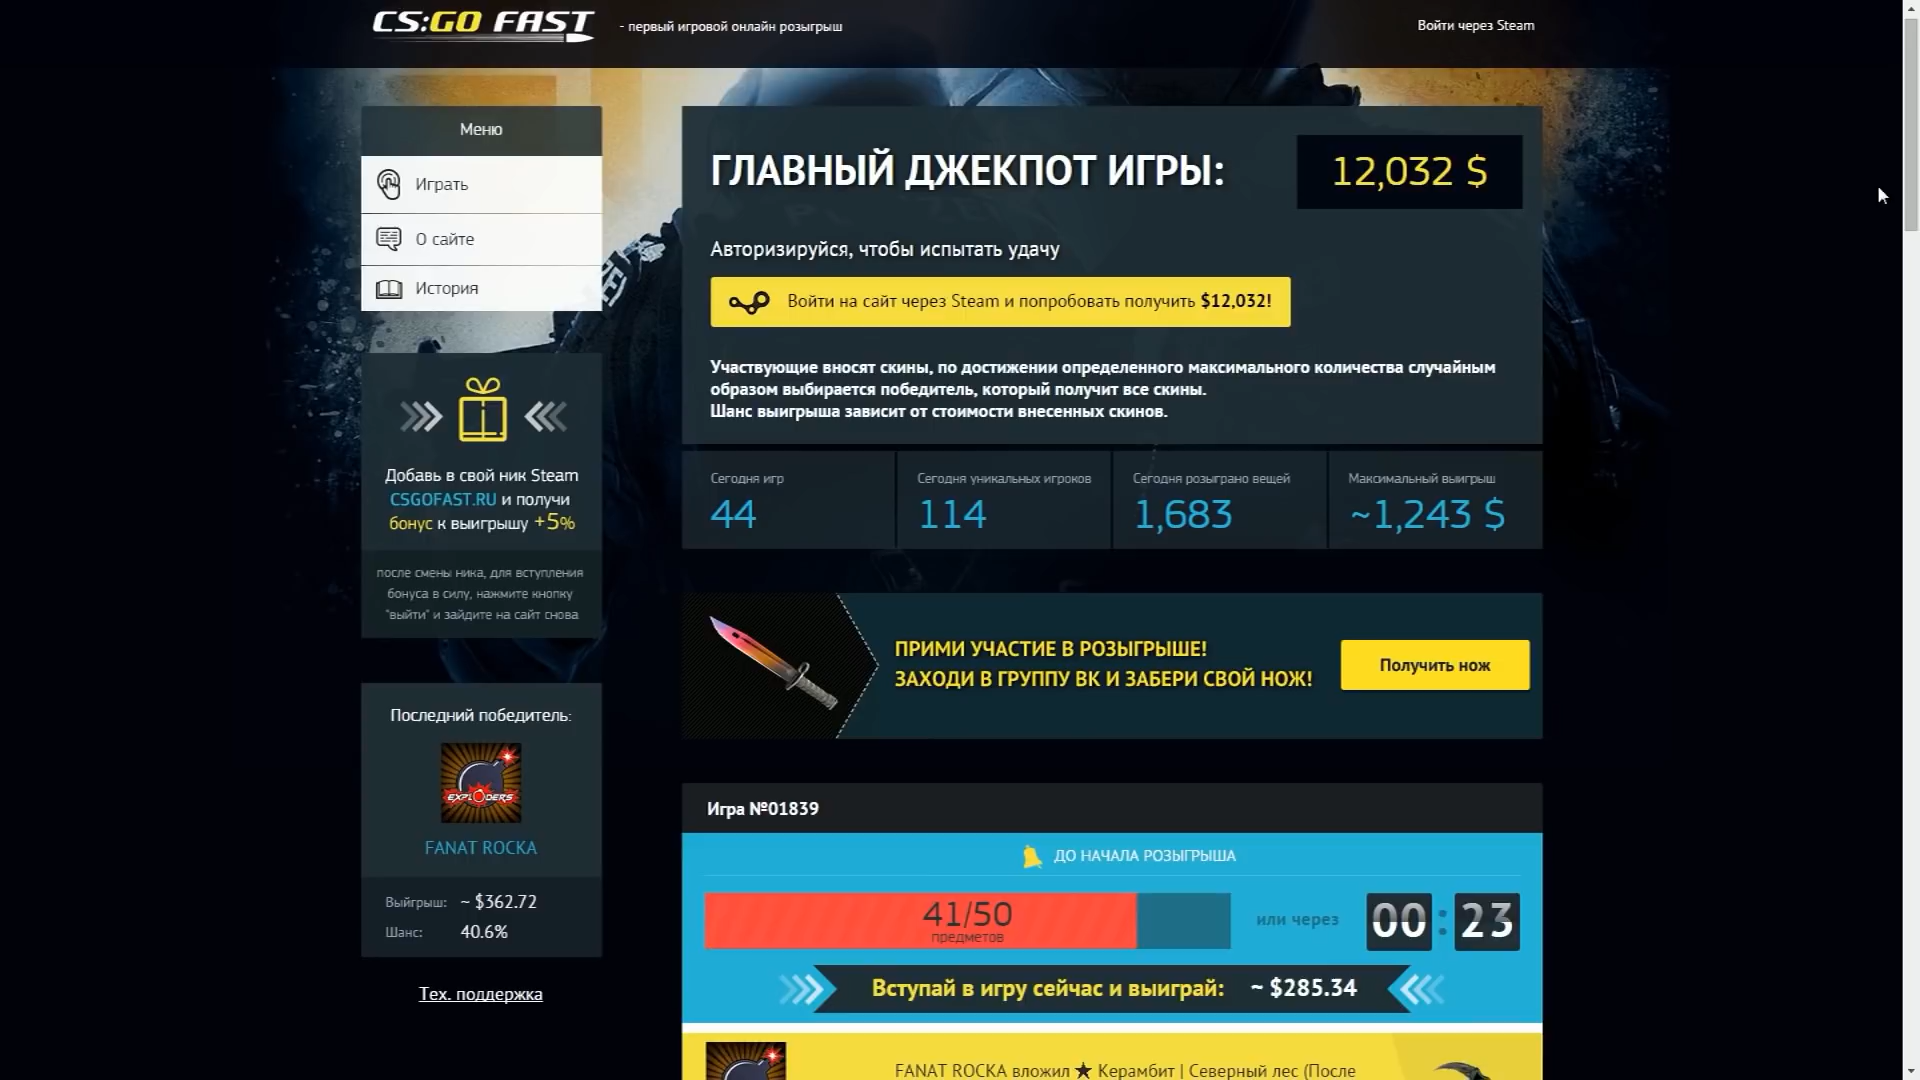 CS:GO FAST
- первый игровой онлайн розыгрыш
Войти через Steam
Меню
Играть
О сайте
История
Добавь в свой ник Steam
CSGOFAST.RU и получи
бонус к выигрышу +5%
после смены ника, для вступления
бонуса в силу, нажмите кнопку
"выйти" и зайдите на сайт снова
Последний победитель:
EXPLODERS
FANAT ROCKA
Выйгрыш: ~ $362.72
Шанс: 40.6%
Тех. поддержка
ГЛАВНЫЙ ДЖЕКПОТ ИГРЫ:
12,032 $
Авторизируйся, чтобы испытать удачу
Войти на сайт через Steam и попробовать получить $12,032!
Участвующие вносят скины, по достижении определенного максимального количества случайным
образом выбирается победитель, который получит все скины.
Шанс выигрыша зависит от стоимости внесенных скинов.
Сегодня игр
44
Сегодня уникальных игроков
114
Сегодня розыграно вещей
1,683
Максимальный выигрыш
~1,243 $
ПРИМИ УЧАСТИЕ В РОЗЫГРЫШЕ!
ЗАХОДИ В ГРУППУ ВК И ЗАБЕРИ СВОЙ НОЖ!
Получить нож
Игра №01839
ДО НАЧАЛА РОЗЫГРЫША
41/50
предметов
или через
00 : 23
Вступай в игру сейчас и выиграй: ~ $285.34
FANAT ROCKA вложил ★ Керамбит | Северный лес (После